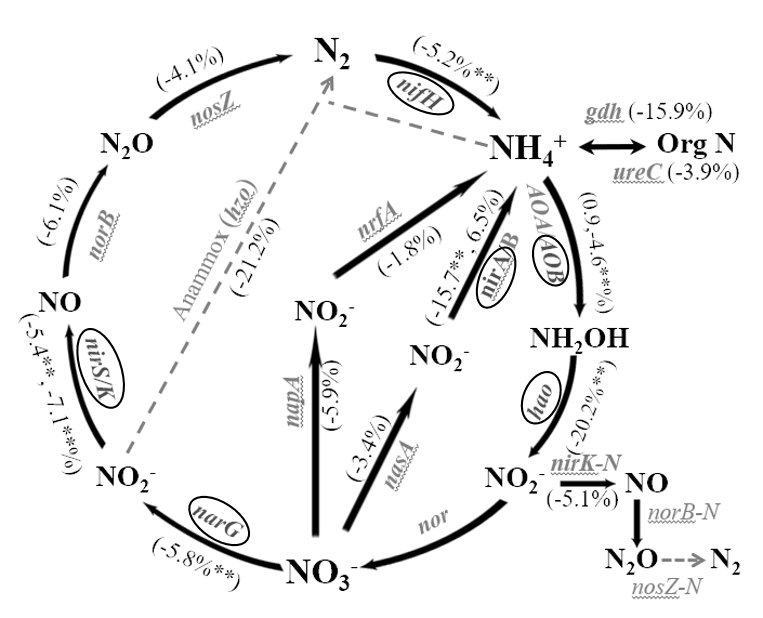 N₂
(-5.2%**)
nifH
(-4.1%)
nosZ
gdh (-15.9%)
N₂O
NH₄⁺
Org N
ureC (-3.9%)
(-6.1%)
norB
Anammox (hzo)
(-21.2%)
nrfA
(-1.8%)
(-15.7**, 6.5%)
nirA/B
AOA/AOB
(0.9,-4.6**%)
NO
NO₂⁻
NO₂⁻
NH₂OH
(-5.4**, -7.1**%)
nirS/K
napA
(-5.9%)
(-3.4%)
nasA
hao
(-20.2%**)
NO₂⁻
NO₂⁻
nirK-N
(-5.1%)
NO
narG
(-5.8%**)
nor
norB-N
NO₃⁻
N₂O
N₂
nosZ-N